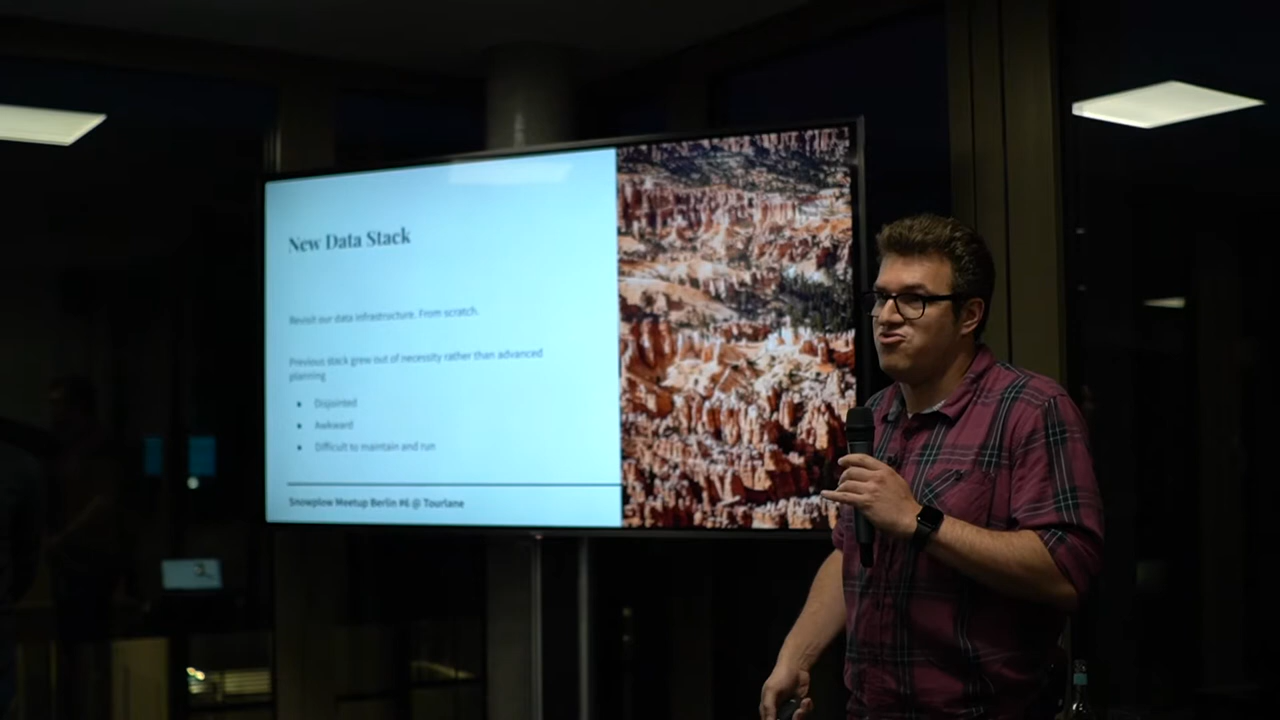 New Data Stack
Revisit our data infrastructure. From scratch.
Previous stack grew out of necessity rather than advanced
planning
Disjointed
Awkward
Difficult to maintain and run
Snowplow Meetup Berlin #6 @ Tourlane